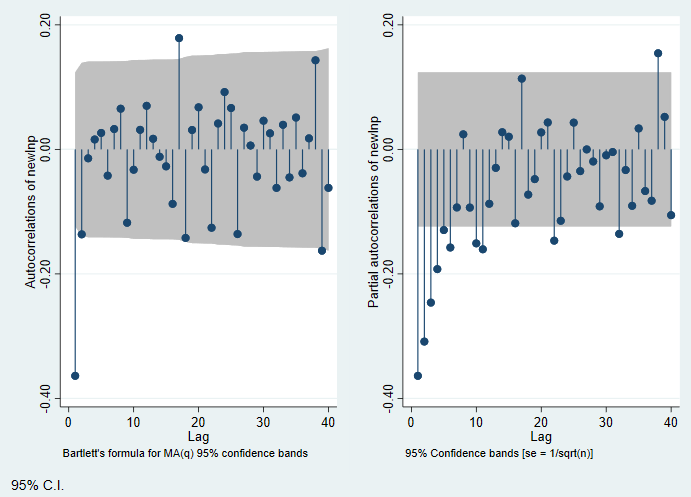 Autocorrelations of newlnp
0.20
0.00
-0.20
-0.40
0
10
20
30
40
Lag
Bartlett's formula for MA(q) 95% confidence bands
Partial autocorrelations of newlnp
0.20
0.00
-0.20
-0.40
0
10
20
30
40
Lag
95% Confidence bands [se = 1/sqrt(n)]
95% C.I.